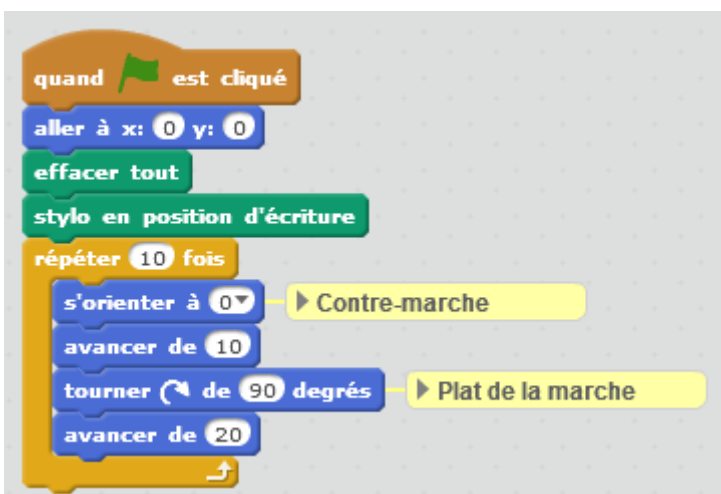 quand est cliqué
aller à x: 0 y: 0
effacer tout
stylo en position d'écriture
répéter 10 fois
s'orienter à 0 Contre-marche
avancer de 10
tourner de 90 degrés Plat de la marche
avancer de 20